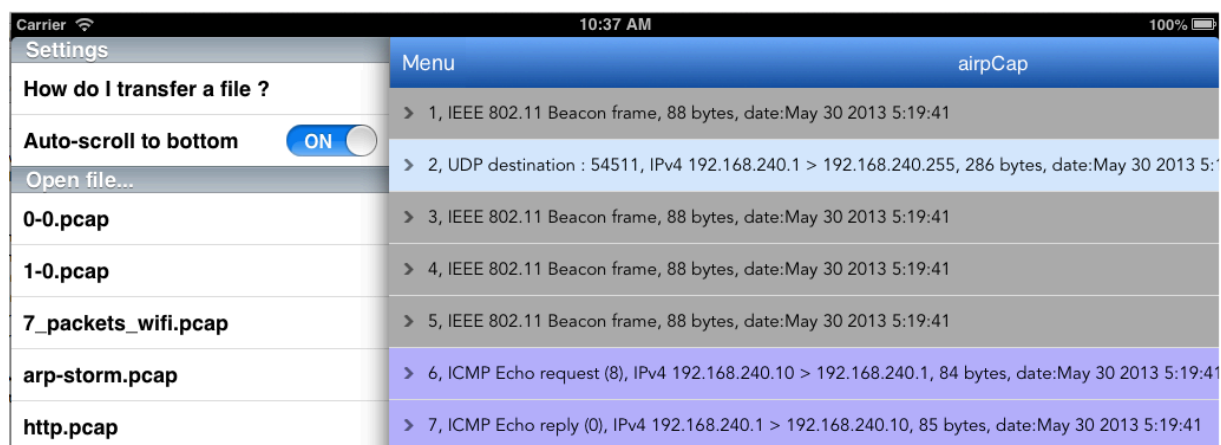 Carrier 10:37 AM 100%
Settings
How do I transfer a file ?
Auto-scroll to bottom ON
Open file...
0-0.pcap
1-0.pcap
7_packets_wifi.pcap
arp-storm.pcap
http.pcap
Menu airpCap
1, IEEE 802.11 Beacon frame, 88 bytes, date:May 30 2013 5:19:41
2, UDP destination : 54511, IPv4 192.168.240.1 > 192.168.240.255, 286 bytes, date:May 30 2013 5:
3, IEEE 802.11 Beacon frame, 88 bytes, date:May 30 2013 5:19:41
4, IEEE 802.11 Beacon frame, 88 bytes, date:May 30 2013 5:19:41
5, IEEE 802.11 Beacon frame, 88 bytes, date:May 30 2013 5:19:41
6, ICMP Echo request (8), IPv4 192.168.240.10 > 192.168.240.1, 84 bytes, date:May 30 2013 5:19:41
7, ICMP Echo reply (0), IPv4 192.168.240.1 > 192.168.240.10, 85 bytes, date:May 30 2013 5:19:41